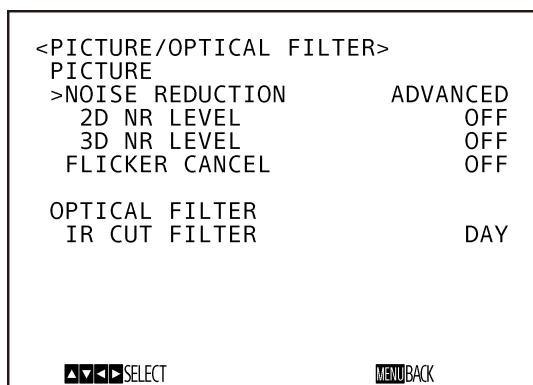 <PICTURE/OPTICAL FILTER>
PICTURE
>NOISE REDUCTION ADVANCED
2D NR LEVEL OFF
3D NR LEVEL OFF
FLICKER CANCEL OFF
OPTICAL FILTER
IR CUT FILTER DAY
▲▼◀▶SELECT MENU BACK